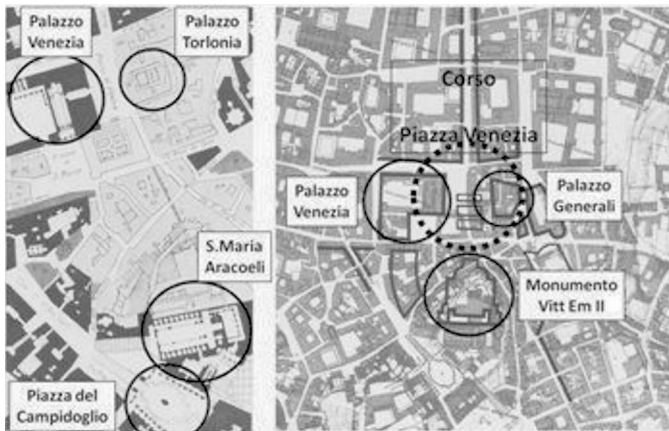 Palazzo
Venezia
Palazzo
Torlonia
S.Maria
Aracoeli
Piazza del
Campidoglio
Corso
Piazza Venezia
Palazzo
Venezia
Palazzo
Generali
Monumento
Vitt Em II